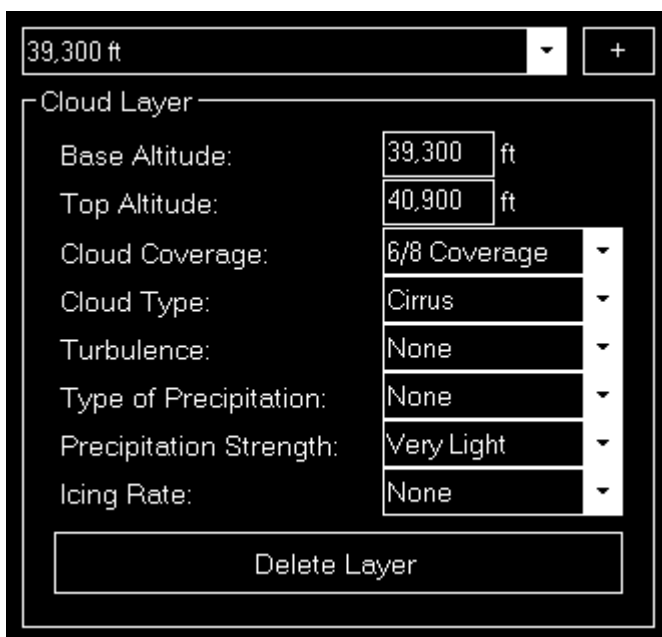 39,300 ft +
Cloud Layer
Base Altitude: 39,300 ft
Top Altitude: 40,900 ft
Cloud Coverage: 6/8 Coverage
Cloud Type: Cirrus
Turbulence: None
Type of Precipitation: None
Precipitation Strength: Very Light
Icing Rate: None
Delete Layer